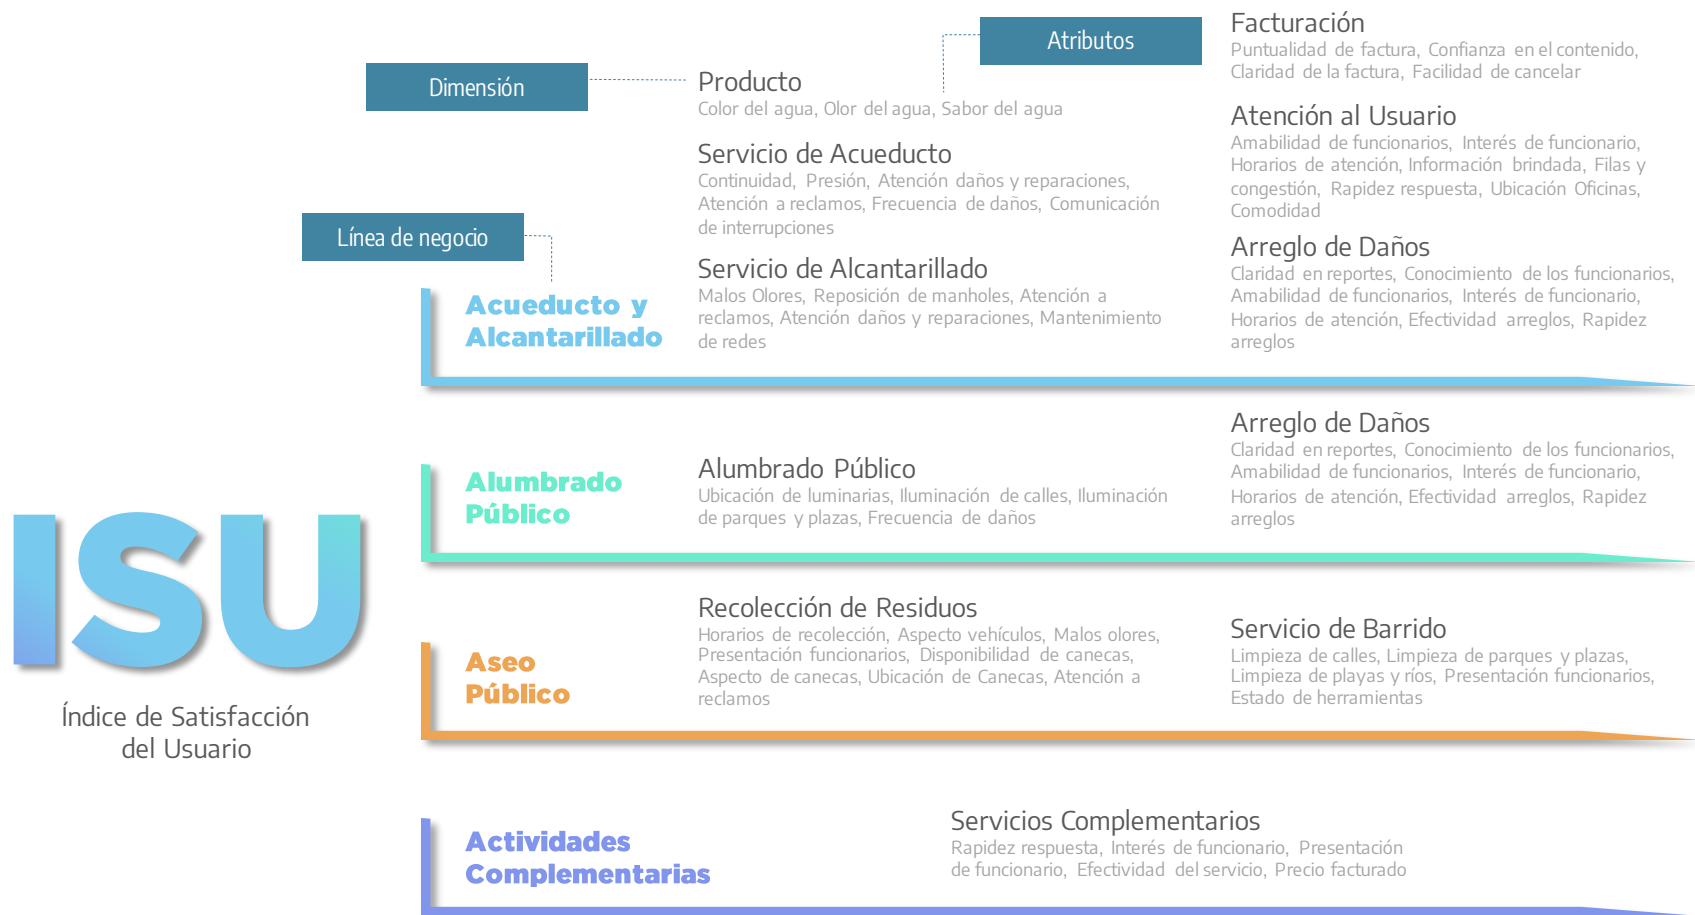 Atributos
Dimensión
Línea de negocio
Producto
Color del agua, Olor del agua, Sabor del agua
Servicio de Acueducto
Continuidad, Presión, Atención daños y reparaciones,
Atención a reclamos, Frecuencia de daños, Comunicación
de interrupciones
Servicio de Alcantarillado
Malos Olores, Reposición de manholes, Atención a
reclamos, Atención daños y reparaciones, Mantenimiento
de redes
Facturación
Puntualidad de factura, Confianza en el contenido,
Claridad de la factura, Facilidad de cancelar
Atención al Usuario
Amabilidad de funcionarios, Interés de funcionario,
Horarios de atención, Información brindada, Filas y
congestión, Rapidez respuesta, Ubicación Oficinas,
Comodidad
Arreglo de Daños
Claridad en reportes, Conocimiento de los funcionarios,
Amabilidad de funcionarios, Interés de funcionario,
Horarios de atención, Efectividad arreglos, Rapidez
arreglos
Acueducto y
Alcantarillado
Alumbrado
Público
Alumbrado Público
Ubicación de luminarias, Iluminación de calles, Iluminación
de parques y plazas, Frecuencia de daños
Arreglo de Daños
Claridad en reportes, Conocimiento de los funcionarios,
Amabilidad de funcionarios, Interés de funcionario,
Horarios de atención, Efectividad arreglos, Rapidez
arreglos
ISU
Índice de Satisfacción
del Usuario
Aseo
Público
Recolección de Residuos
Horarios de recolección, Aspecto vehículos, Malos olores,
Presentación funcionarios, Disponibilidad de canecas,
Aspecto de canecas, Ubicación de Canecas, Atención a
reclamos
Servicio de Barrido
Limpieza de calles, Limpieza de parques y plazas,
Limpieza de playas y ríos, Presentación funcionarios,
Estado de herramientas
Actividades
Complementarias
Servicios Complementarios
Rapidez respuesta, Interés de funcionario, Presentación
de funcionario, Efectividad del servicio, Precio facturado